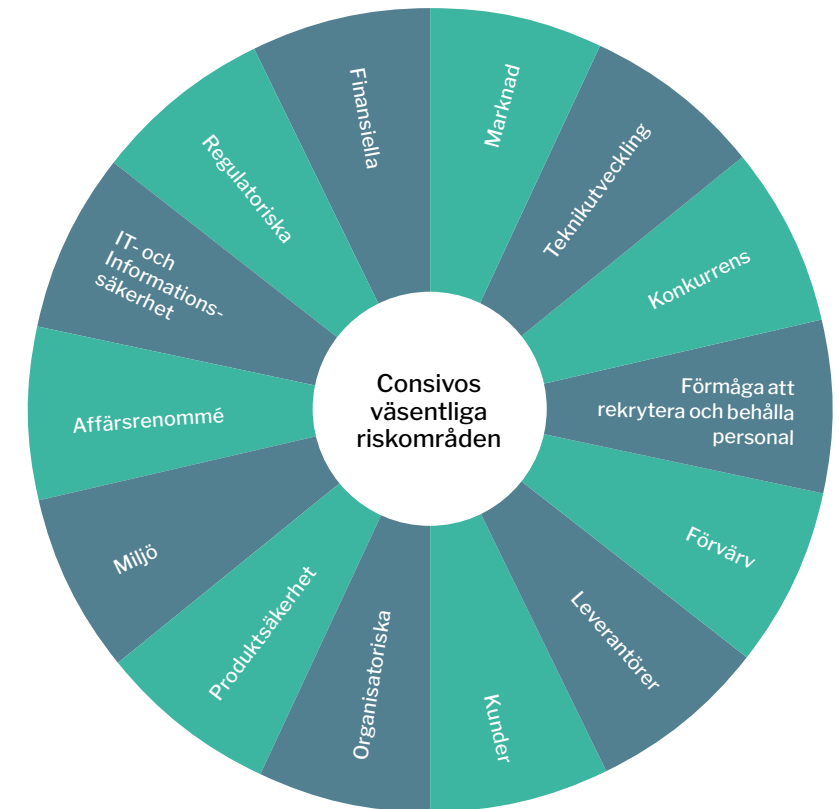 Consivos
väsentliga
riskområden
Marknad
Teknikutveckling
Konkurrens
Förmåga att
rekrytera och behålla
personal
Förvärv
Leverantörer
Kunder
Organisatoriska
Produktsäkerhet
Miljö
Affärsrenommé
IT- och
Informations-
säkerhet
Regulatoriska
Finansiella